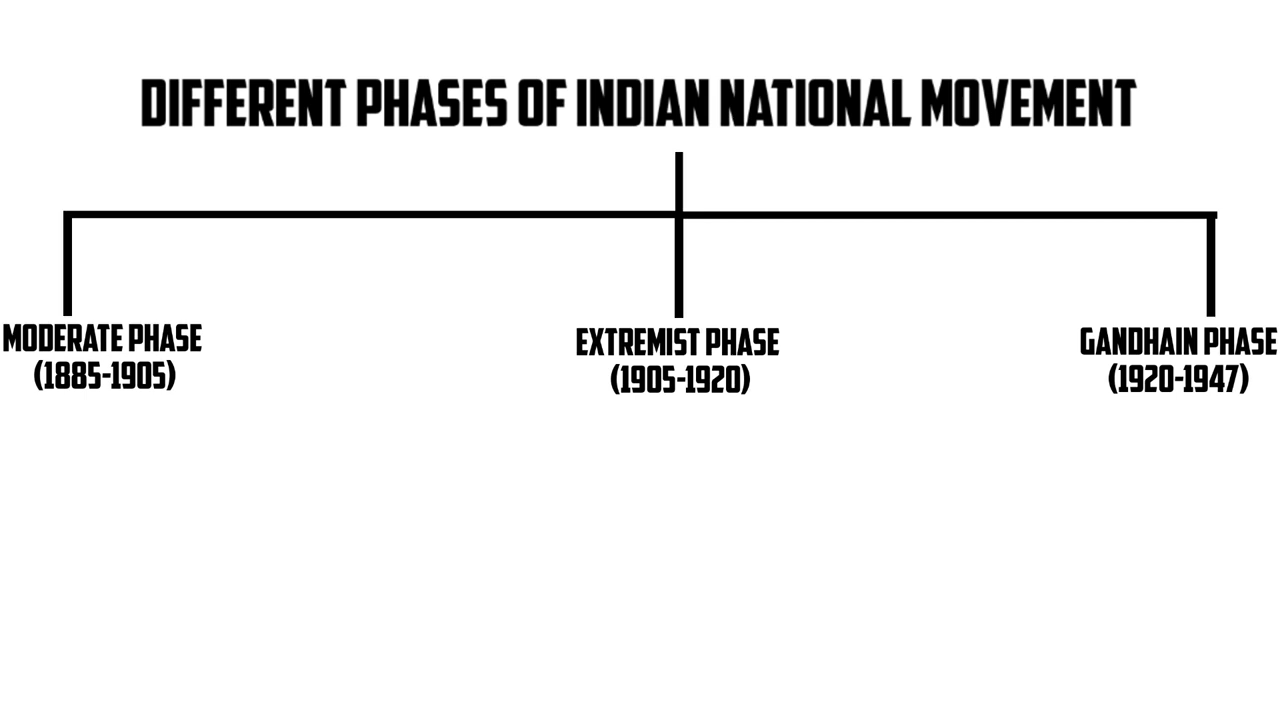 DIFFERENT PHASES OF INDIAN NATIONAL MOVEMENT
MODERATE PHASE
(1885-1905)
EXTREMIST PHASE
(1905-1920)
GANDHAIN PHASE
(1920-1947)